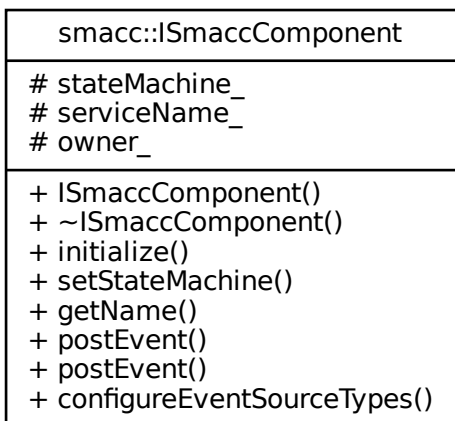 smacc::ISmaccComponent
# stateMachine_
# serviceName_
# owner_
+ ISmaccComponent()
+ ~ISmaccComponent()
+ initialize()
+ setStateMachine()
+ getName()
+ postEvent()
+ postEvent()
+ configureEventSourceTypes()